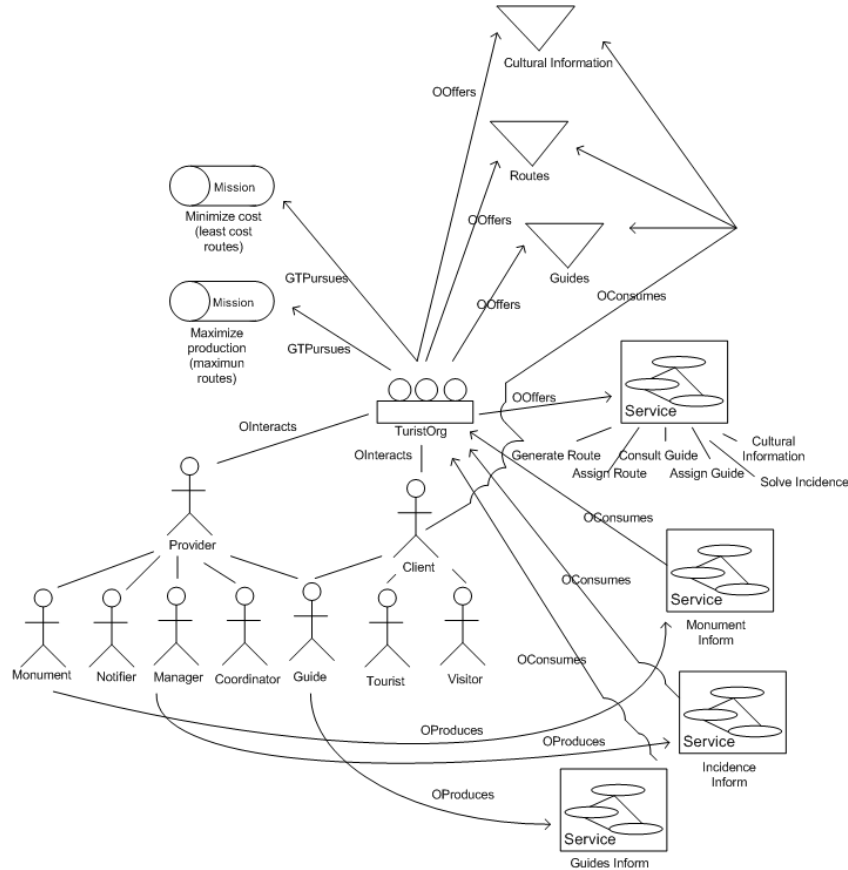 Cultural Information
OOffers
Routes
Mission
Minimize cost
(least cost
routes)
OOffers
Guides
GTPursues
OOffers
OConsumes
Mission
Maximize
production
(maximun
routes)
GTPursues
OOffers
Service
TuristOrg
OInteracts
OInteracts
Generate Route
Assign Route
Consult Guide
Assign Guide
Cultural
Information
Solve Incidence
OConsumes
Provider
Client
OConsumes
Service
Monument
Inform
OConsumes
Monument
Notifier
Manager
Coordinator
Guide
Tourist
Visitor
OProduces
OProduces
Service
Incidence
Inform
OProduces
Service
Guides Inform